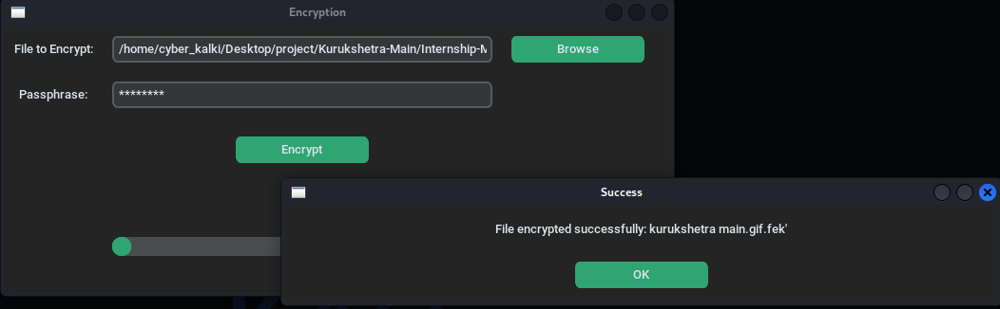 Encryption
File to Encrypt: /home/cyber_kalki/Desktop/project/Kurukshetra-Main/Internship-M Browse
Passphrase: ********
Encrypt
Success
File encrypted successfully: kurukshetra main.gif.fek'
OK